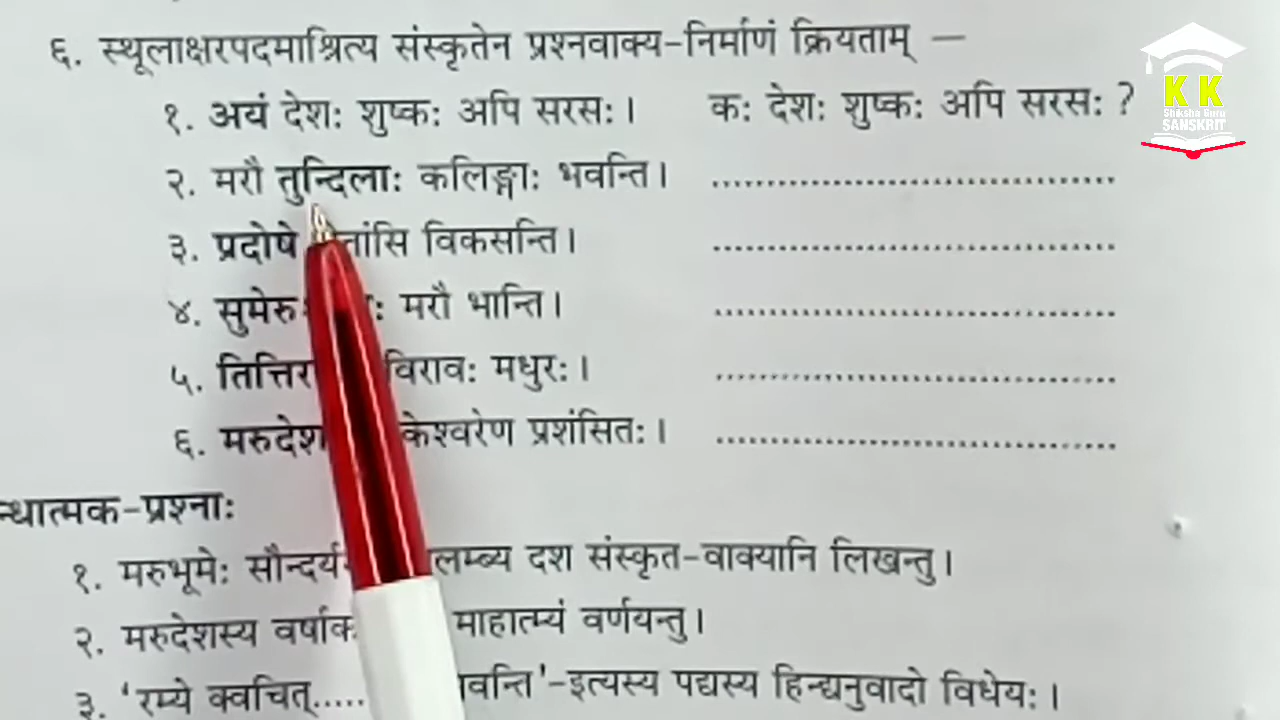 ६. स्थूलाक्षरपदमाश्रित्य संस्कृतेन प्रश्नवाक्य-निर्माणं क्रियताम् —
१. अयं देशः शुष्कः अपि सरसः। कः देशः शुष्कः अपि सरसः ?
२. मरौ तुन्दिलाः कलिङ्गाः भवन्ति। ........................................
३. प्रदोषे विकसन्ति। ........................................
४. सुमेरु मरौ भान्ति। ........................................
५. तित्तिर विरावः मधुरः। ........................................
६. मरुदेश केश्वरेण प्रशंसितः। ........................................
न्धात्मक-प्रश्नाः
१. मरुभूमेः सौन्दर्य लम्ब्य दश संस्कृत-वाक्यानि लिखन्तु।
२. मरुदेशस्य वर्षाक माहात्म्यं वर्णयन्तु।
३. 'रम्ये क्वचित्..... वन्ति'-इत्यस्य पद्यस्य हिन्द्यनुवादो विधेयः।
K K
Shiksha Guru
SANSKRIT